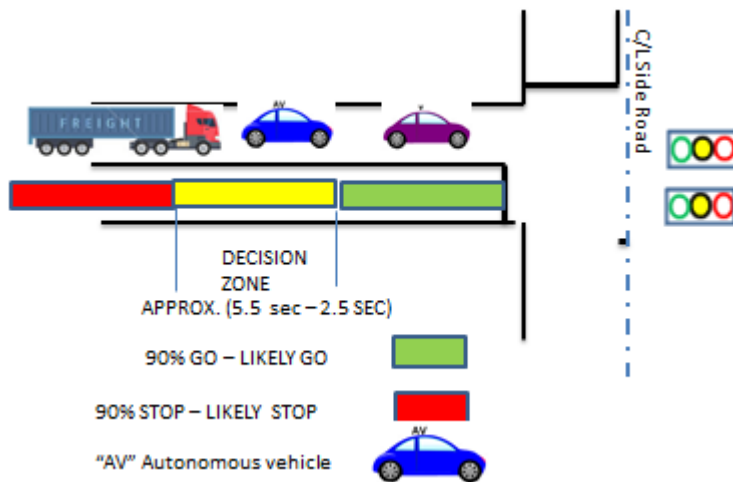 C/LSide Road
FREIGHT
AV
V
DECISION
ZONE
APPROX. (5.5 sec – 2.5 SEC)
90% GO – LIKELY GO
90% STOP – LIKELY STOP
AV
“AV” Autonomous vehicle